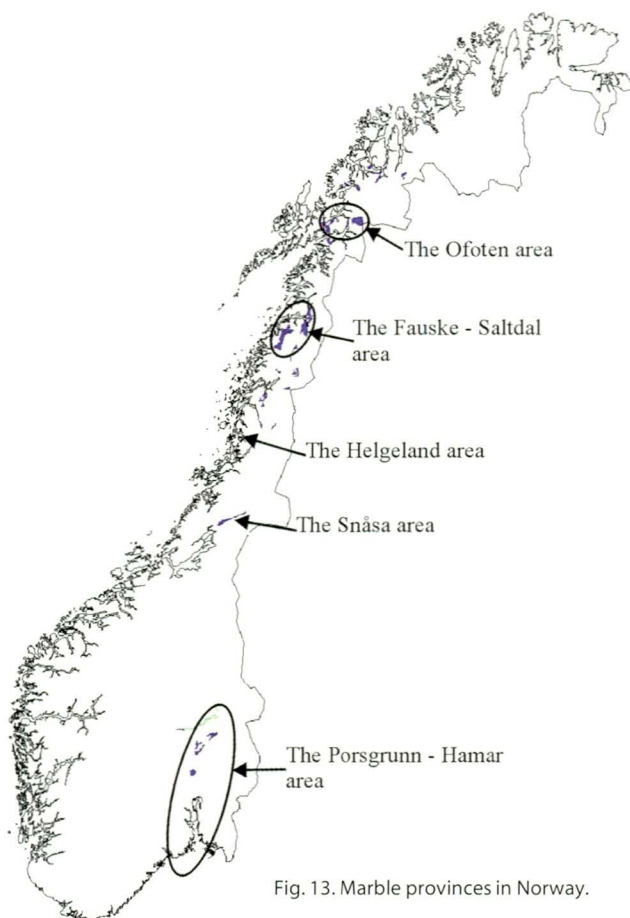 The Ofoten area
The Fauske - Saltdal
area
The Helgeland area
The Snåsa area
The Porsgrunn - Hamar
area
Fig. 13. Marble provinces in Norway.